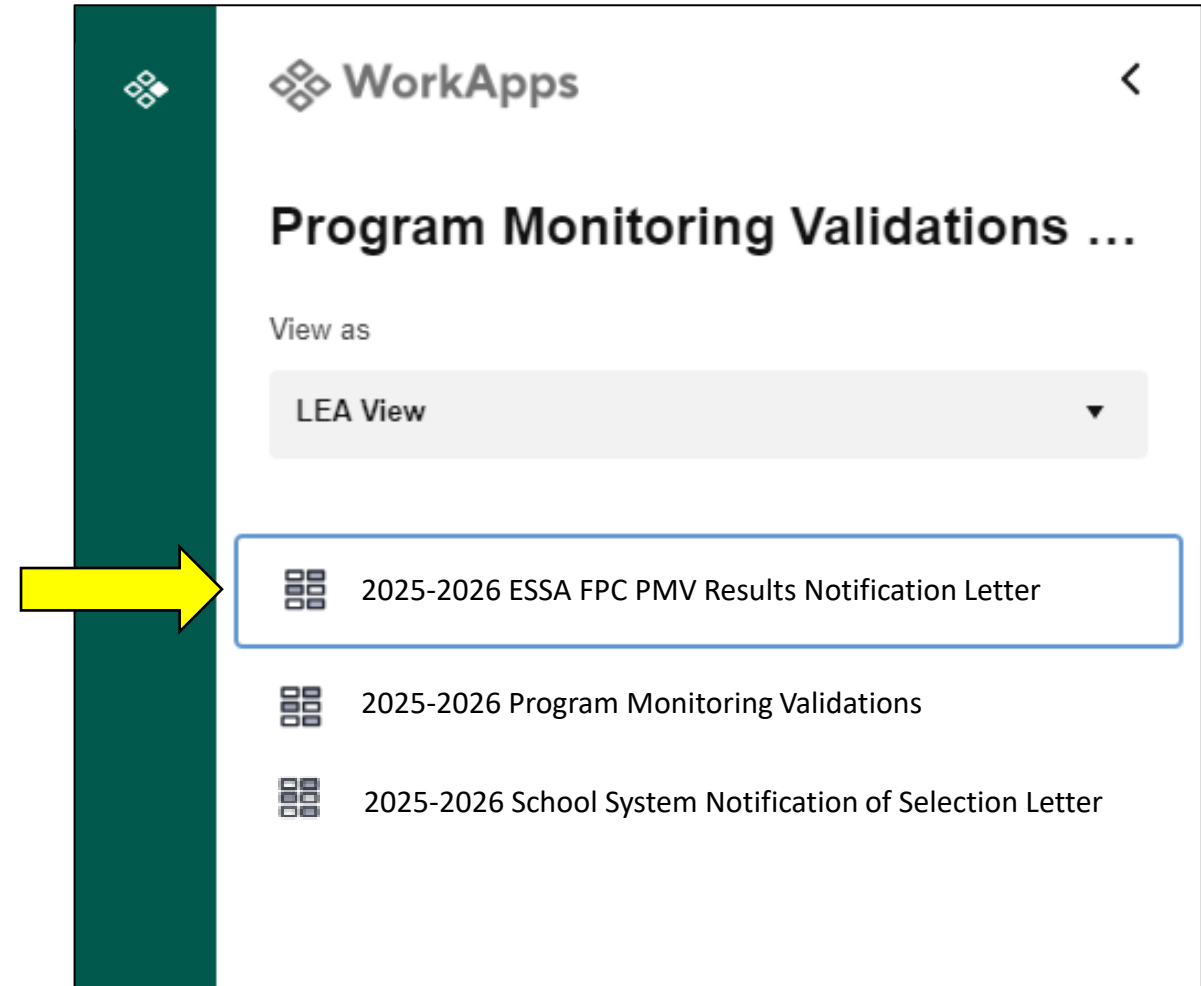 WorkApps
Program Monitoring Validations ...
View as
LEA View
2025-2026 ESSA FPC PMV Results Notification Letter
2025-2026 Program Monitoring Validations
2025-2026 School System Notification of Selection Letter